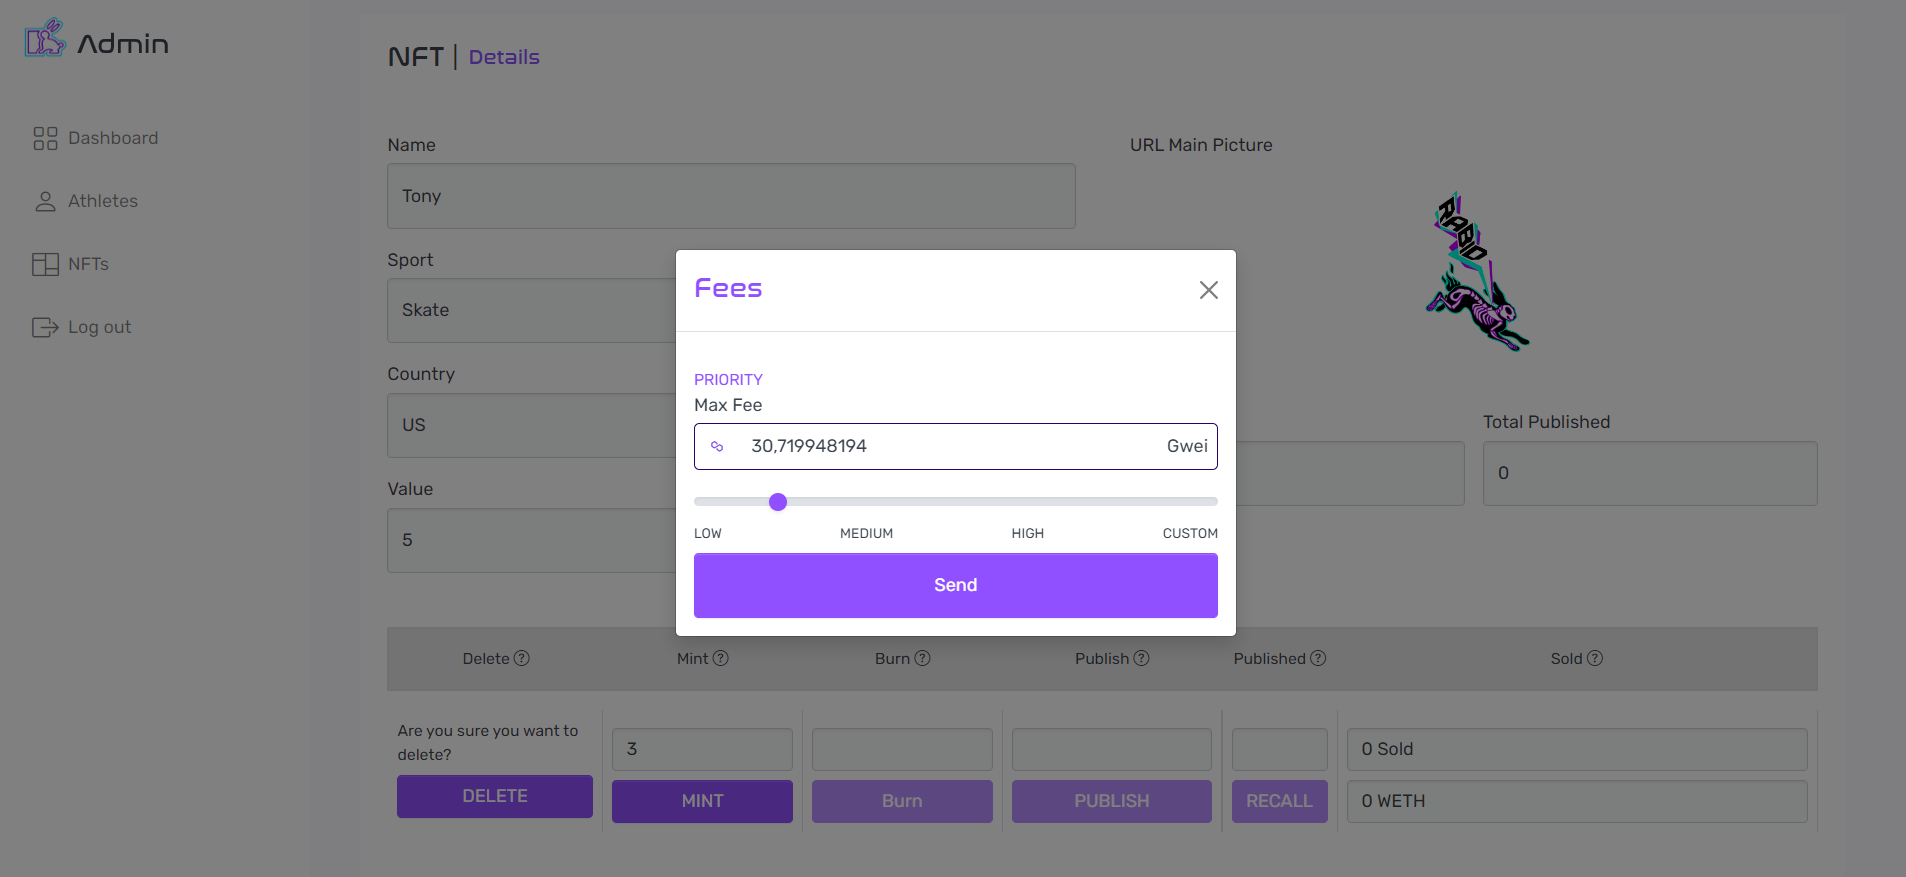 Admin
Dashboard
Athletes
NFTs
Log out
NFT | Details
Name
Tony
Sport
Skate
Country
US
Value
5
URL Main Picture
RABID
Total Published
0
Fees
PRIORITY
Max Fee
30,719948194 Gwei
LOW MEDIUM HIGH CUSTOM
Send
Delete ? Mint ? Burn ? Publish ? Published ? Sold ?
Are you sure you want to
delete?
DELETE
3
MINT
Burn
PUBLISH
RECALL
0 Sold
0 WETH